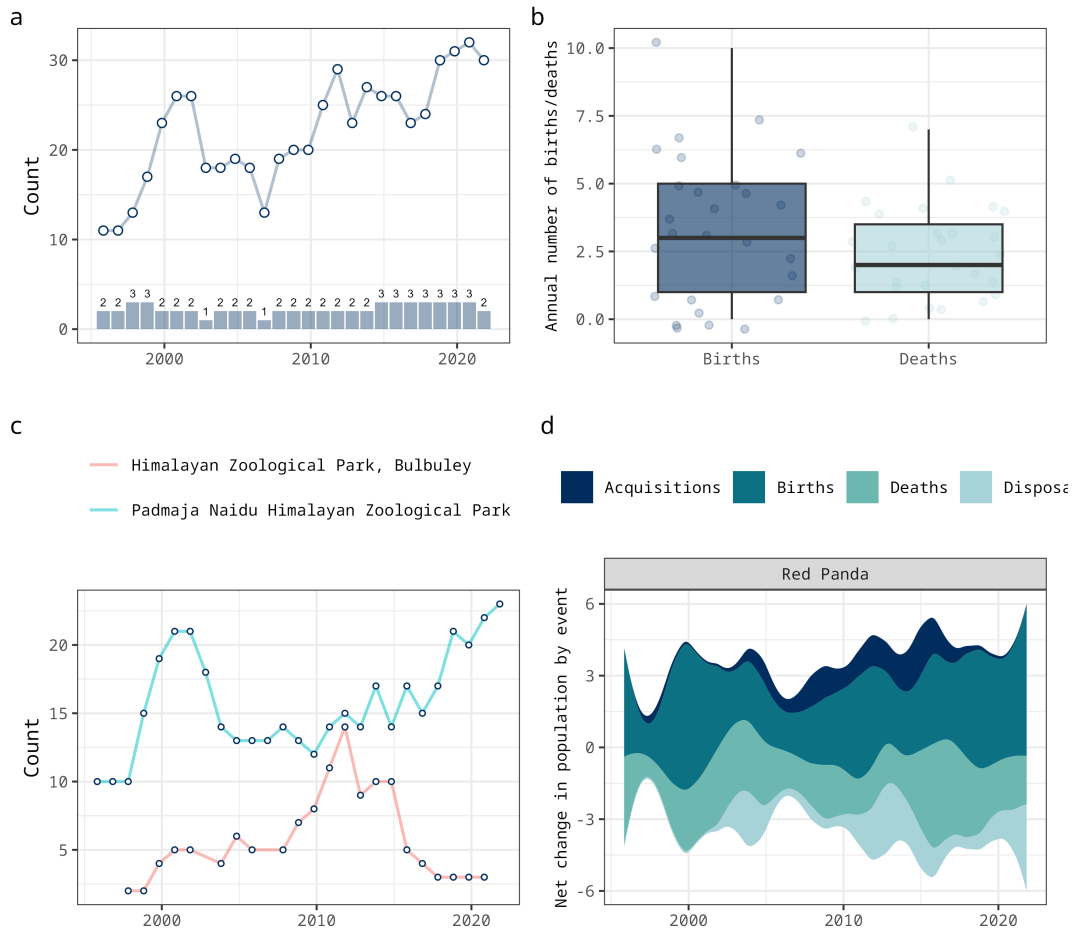 a
Count
30
20
10
0
2 2 3 3 2 2 2 1 2 2 2 1 2 2 2 2 2 2 2 3 3 3 3 3 3 3 2
2000 2010 2020
b
Annual number of births/deaths
10.0
7.5
5.0
2.5
0.0
Births Deaths
c
Himalayan Zoological Park, Bulbuley
Padmaja Naidu Himalayan Zoological Park
Count
20
15
10
5
2000 2010 2020
d
Acquisitions Births Deaths Disposa
Red Panda
Net change in population by event
6
3
0
-3
-6
2000 2010 2020